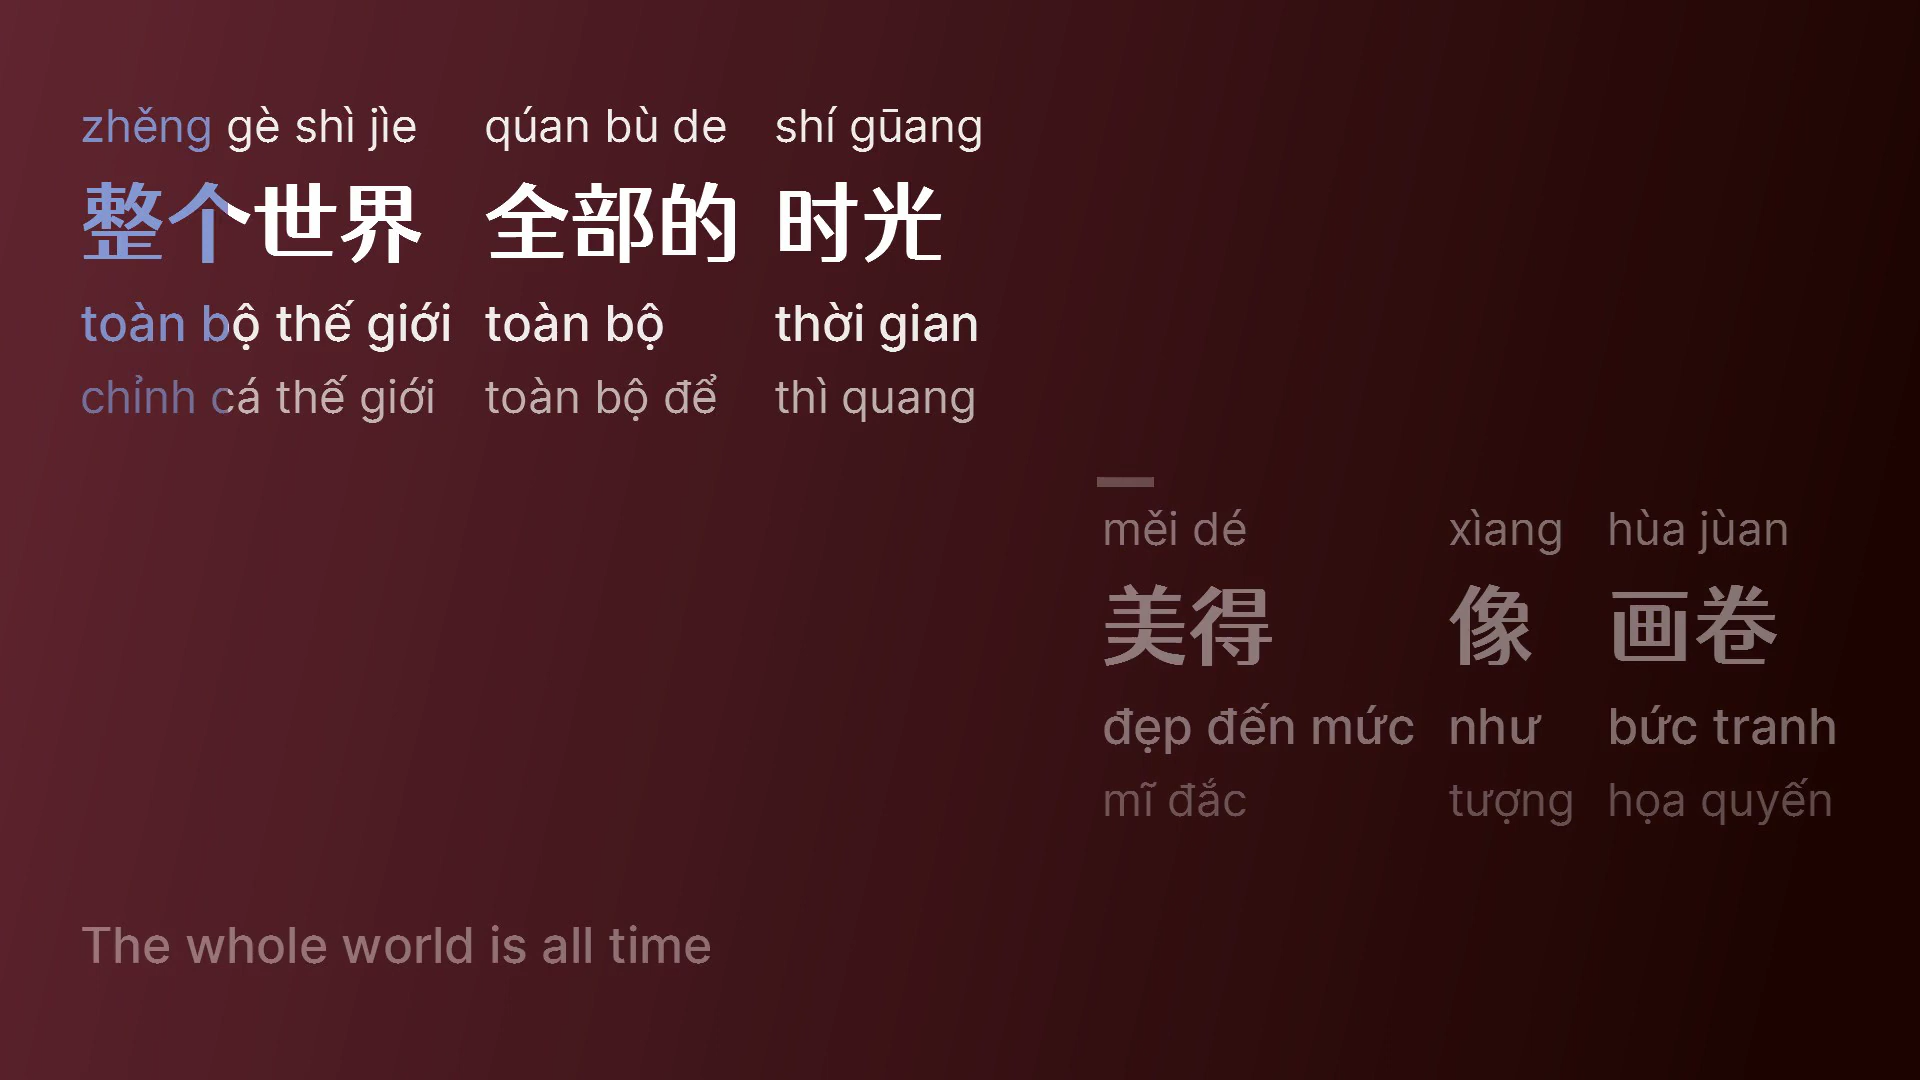 zhěng gè shì jìe qúan bù de shí gūang
整个世界 全部的 时光
toàn bộ thế giới toàn bộ thời gian
chỉnh cá thế giới toàn bộ để thì quang
měi dé xìang hùa jùan
美得 像 画卷
đẹp đến mức như bức tranh
mĩ đắc tượng họa quyến
The whole world is all time